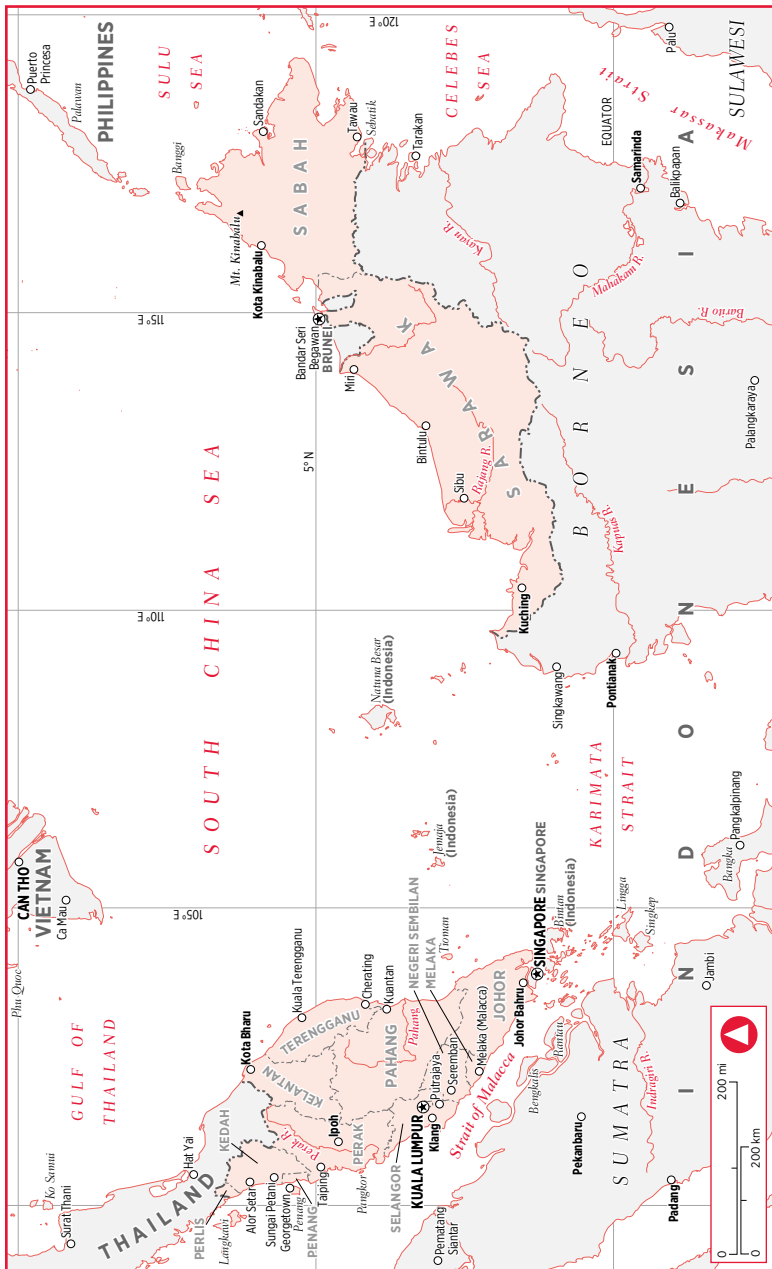 120° E
Puerto
Princesa
Palawan
PHILIPPINES
SULU
SEA
Banggi
Sandakan
Mt. Kinabalu
Kota Kinabalu
SABAH
Tawau
Sebatik
Tarakan
CELEBES
SEA
Palu
SULAWESI
Makassar Strait
EQUATOR
Samarinda
Balikpapan
Kayan R.
Mahakam R.
Barito R.
115° E
Bandar Seri
Begawan
BRUNEI
Miri
Bintulu
Sibu
Rajang R.
SARAWAK
Kuching
BORNEO
Kapuas R.
Palangkaraya
INDONESIA
5° N
SOUTH CHINA SEA
110° E
Natuna Besar
(Indonesia)
Singkawang
Pontianak
KARIMATA
STRAIT
Jemaja
(Indonesia)
Pangkalpinang
Bangka
CAN THO
VIETNAM
Ca Mau
Phu Quoc
105° E
GULF OF
THAILAND
Ko Samui
Surat Thani
THAILAND
Hat Yai
Kota Bharu
Kuala Terengganu
Cherating
Kuantan
TERENGGANU
KELANTAN
PAHANG
Pahang
NEGERI SEMBILAN
MELAKA
Tioman
JOHOR
Johor Bahru
SINGAPORE SINGAPORE
Bintan
(Indonesia)
Lingga
Singkep
PERLIS
Langkawi
KEDAH
Alor Setar
Sungai Petani
Georgetown
Penang
PENANG
Taiping
Perak R.
Ipoh
PERAK
Pangkor
SELANGOR
KUALA LUMPUR
Klang
Putrajaya
Seremban
Melaka (Malacca)
Strait of Malacca
Bengkalis
Rantau
Pematang
Siantar
Pekanbaru
SUMATRA
Indragiri R.
Jambi
Padang
0 200 mi
0 200 km